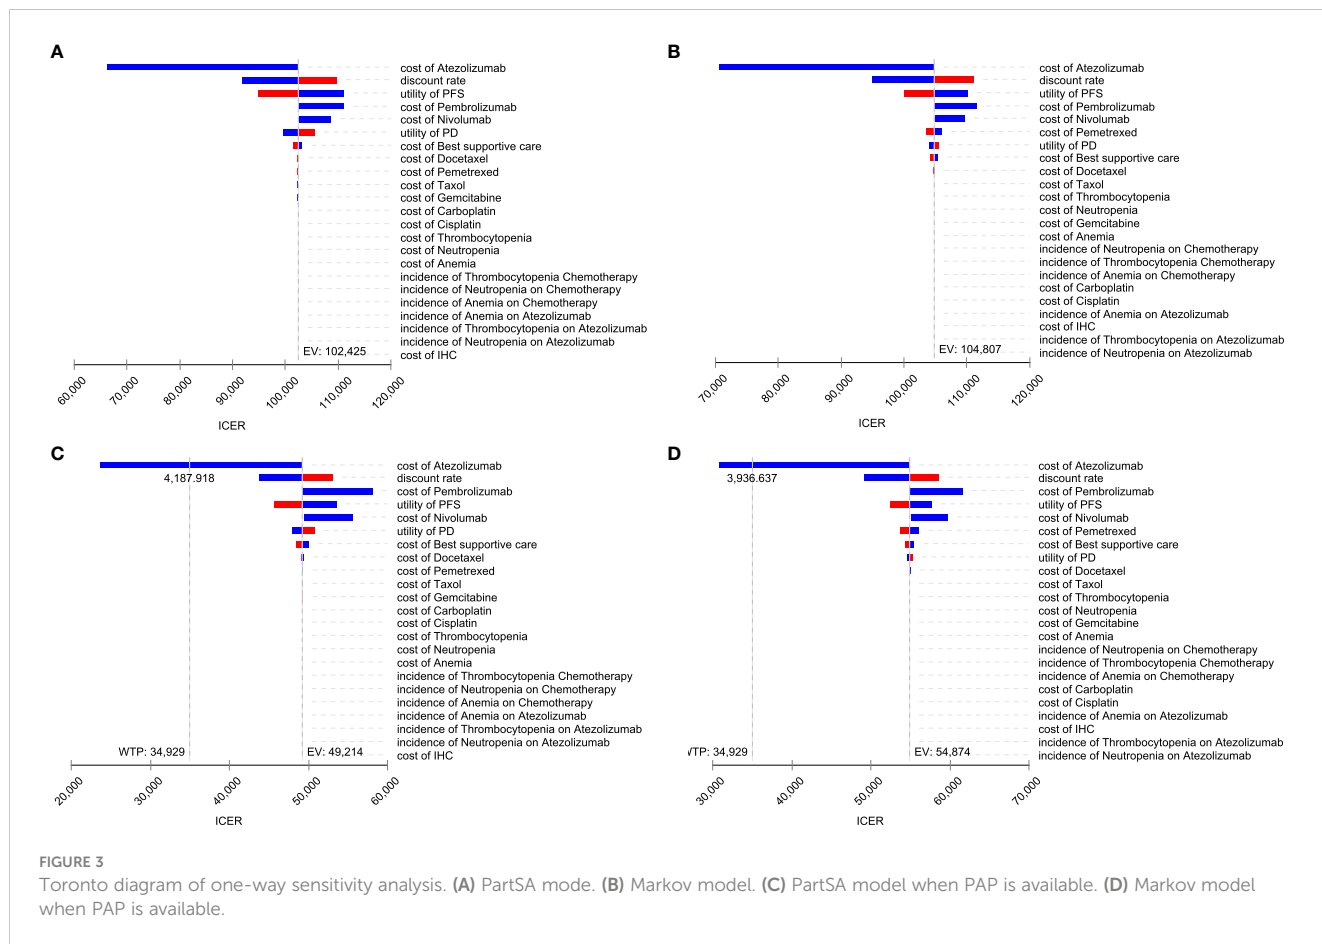 A
cost of Atezolizumab
discount rate
utility of PFS
cost of Pembrolizumab
cost of Nivolumab
utility of PD
cost of Best supportive care
cost of Docetaxel
cost of Pemetrexed
cost of Taxol
cost of Gemcitabine
cost of Carboplatin
cost of Cisplatin
cost of Thrombocytopenia
cost of Neutropenia
cost of Anemia
incidence of Thrombocytopenia Chemotherapy
incidence of Neutropenia on Chemotherapy
incidence of Anemia on Chemotherapy
incidence of Anemia on Atezolizumab
incidence of Thrombocytopenia on Atezolizumab
incidence of Neutropenia on Atezolizumab
EV: 102,425
cost of IHC
60,000 70,000 80,000 90,000 100,000 110,000 120,000
ICER
B
cost of Atezolizumab
discount rate
utility of PFS
cost of Pembrolizumab
cost of Nivolumab
cost of Pemetrexed
utility of PD
cost of Best supportive care
cost of Docetaxel
cost of Taxol
cost of Thrombocytopenia
cost of Neutropenia
cost of Gemcitabine
cost of Anemia
incidence of Neutropenia on Chemotherapy
incidence of Thrombocytopenia Chemotherapy
incidence of Anemia on Chemotherapy
cost of Carboplatin
cost of Cisplatin
incidence of Anemia on Atezolizumab
cost of IHC
incidence of Thrombocytopenia on Atezolizumab
EV: 104,807
incidence of Neutropenia on Atezolizumab
70,000 80,000 90,000 100,000 110,000 120,000
ICER
C
cost of Atezolizumab
4,187.918
discount rate
cost of Pembrolizumab
utility of PFS
cost of Nivolumab
utility of PD
cost of Best supportive care
cost of Docetaxel
cost of Pemetrexed
cost of Taxol
cost of Gemcitabine
cost of Carboplatin
cost of Cisplatin
cost of Thrombocytopenia
cost of Neutropenia
cost of Anemia
incidence of Thrombocytopenia Chemotherapy
incidence of Neutropenia on Chemotherapy
incidence of Anemia on Chemotherapy
incidence of Anemia on Atezolizumab
incidence of Thrombocytopenia on Atezolizumab
incidence of Neutropenia on Atezolizumab
WTP: 34,929 EV: 49,214
cost of IHC
20,000 30,000 40,000 50,000 60,000
ICER
D
cost of Atezolizumab
3,936.637
discount rate
cost of Pembrolizumab
utility of PFS
cost of Nivolumab
cost of Pemetrexed
cost of Best supportive care
utility of PD
cost of Docetaxel
cost of Taxol
cost of Thrombocytopenia
cost of Neutropenia
cost of Gemcitabine
cost of Anemia
incidence of Neutropenia on Chemotherapy
incidence of Thrombocytopenia Chemotherapy
incidence of Anemia on Chemotherapy
cost of Carboplatin
cost of Cisplatin
incidence of Anemia on Atezolizumab
cost of IHC
incidence of Thrombocytopenia on Atezolizumab
WTP: 34,929 EV: 54,874
incidence of Neutropenia on Atezolizumab
30,000 40,000 50,000 60,000 70,000
ICER
FIGURE 3
Toronto diagram of one-way sensitivity analysis. (A) PartSA mode. (B) Markov model. (C) PartSA model when PAP is available. (D) Markov model
when PAP is available.